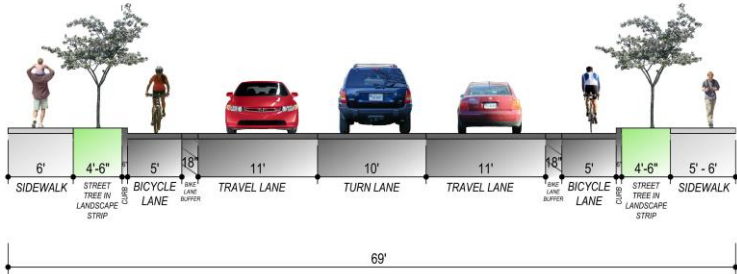 6' 4'-6" 6" 5' 18" 11' 10' 11' 18" 5' 6" 4'-6" 5' - 6'
SIDEWALK STREET TREE IN LANDSCAPE STRIP CURB BICYCLE LANE BIKE LANE BUFFER TRAVEL LANE TURN LANE TRAVEL LANE BIKE LANE BUFFER BICYCLE LANE CURB STREET TREE IN LANDSCAPE STRIP SIDEWALK
69'